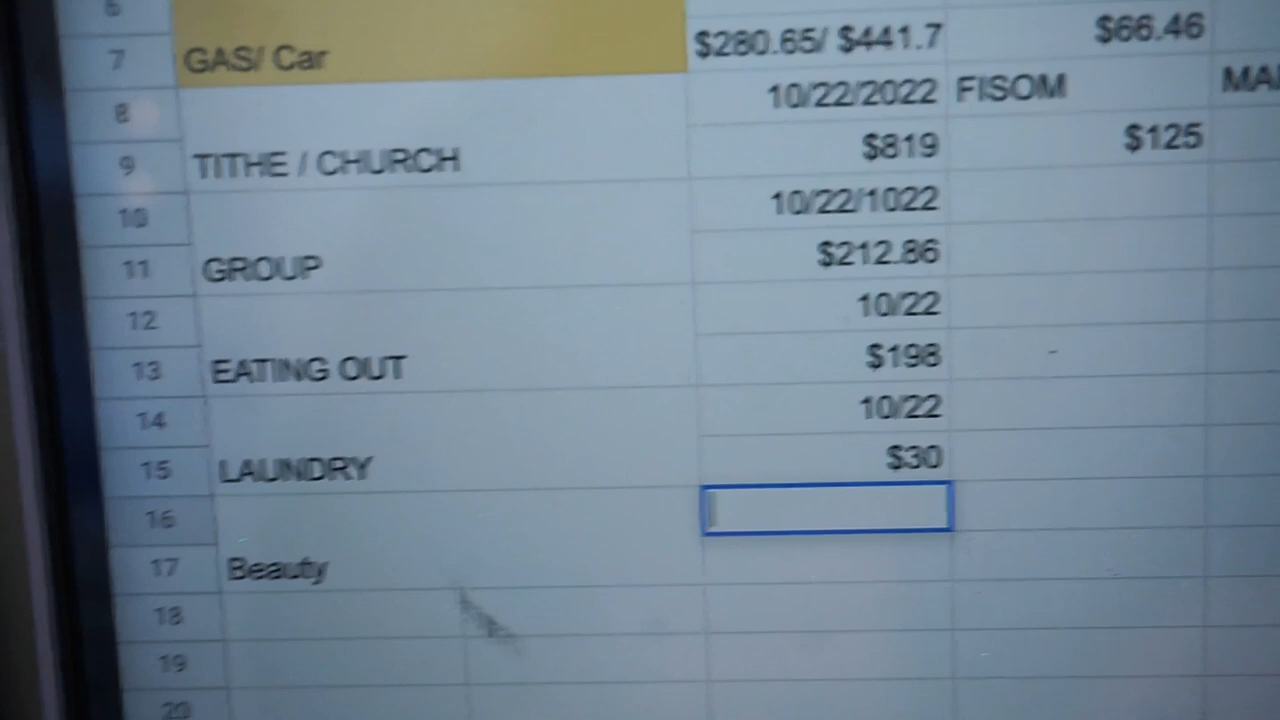 6
7 GAS/ Car $280.65/ $441.7 $66.46
8 10/22/2022 FISOM
9 TITHE / CHURCH $819 $125
10 10/22/1022
11 GROUP $212.86
12 10/22
13 EATING OUT $198 -
14 10/22
15 LAUNDRY $30
16
17 Beauty
18
19
20